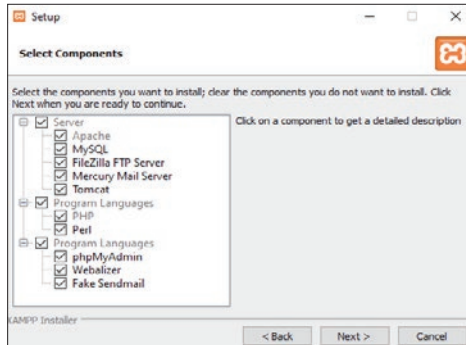 Setup
Select Components
Select the components you want to install; clear the components you do not want to install. Click
Next when you are ready to continue.
Server
Apache
MySQL
FileZilla FTP Server
Mercury Mail Server
Tomcat
Program Languages
PHP
Perl
Program Languages
phpMyAdmin
Webalizer
Fake Sendmail
Click on a component to get a detailed description
XAMPP Installer
< Back
Next >
Cancel